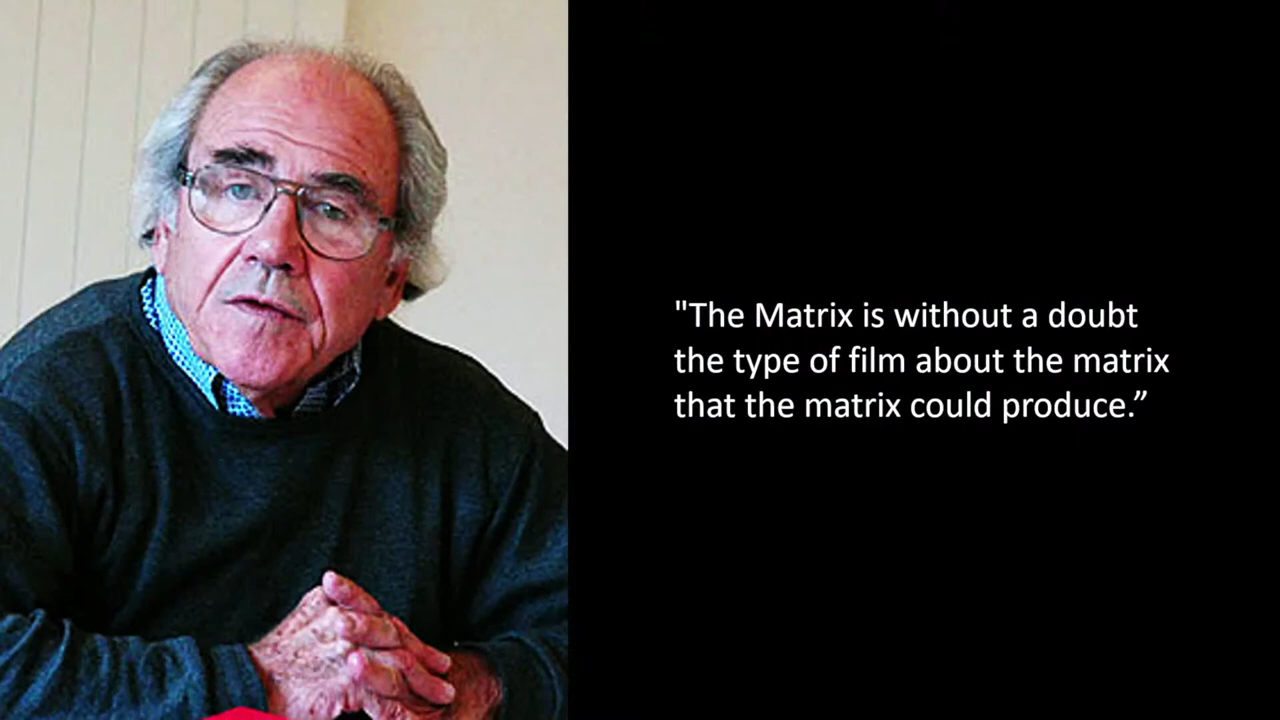 "The Matrix is without a doubt
the type of film about the matrix
that the matrix could produce.”